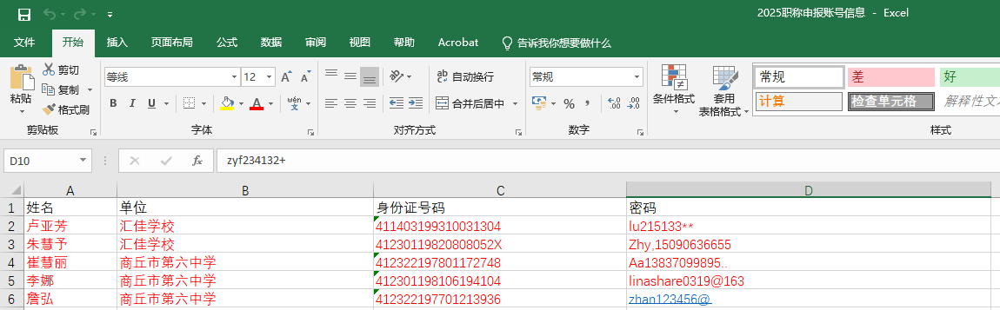 2025职称申报账号信息 - Excel
文件 开始 插入 页面布局 公式 数据 审阅 视图 帮助 Acrobat 告诉我你想要做什么
粘贴
剪切
复制
格式刷
剪贴板
等线 12 A A
B I U A wén 文
字体
ab 自动换行
合并后居中
对齐方式
常规
% , .00 .00
数字
条件格式
套用
表格格式
常规 差 好
计算 检查单元格 解释性文
样式
D10 fx zyf234132+
A B C D
1 姓名 单位 身份证号码 密码
2 卢亚芳 汇佳学校 411403199310031304 lu215133**
3 朱慧予 汇佳学校 41230119820808052X Zhy,15090636655
4 崔慧丽 商丘市第六中学 412322197801172748 Aa13837099895..
5 李娜 商丘市第六中学 412301198106194104 linashare0319@163
6 詹弘 商丘市第六中学 412322197701213936 zhan123456@